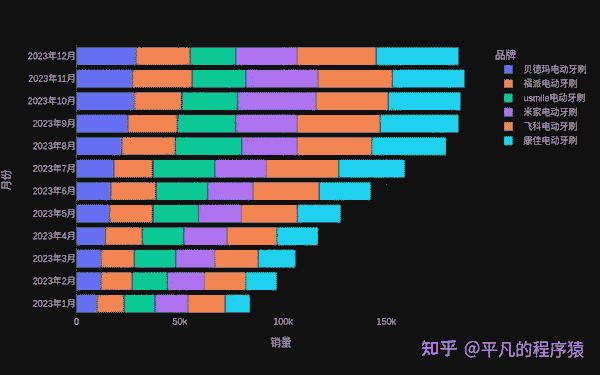 2023年12月
2023年11月
2023年10月
2023年9月
2023年8月
2023年7月
2023年6月
2023年5月
2023年4月
2023年3月
2023年2月
2023年1月
月份
0 50k 100k 150k
销量
品牌
贝德玛电动牙刷
福派电动牙刷
usmile电动牙刷
米家电动牙刷
飞科电动牙刷
康佳电动牙刷
知乎 @平凡的程序猿